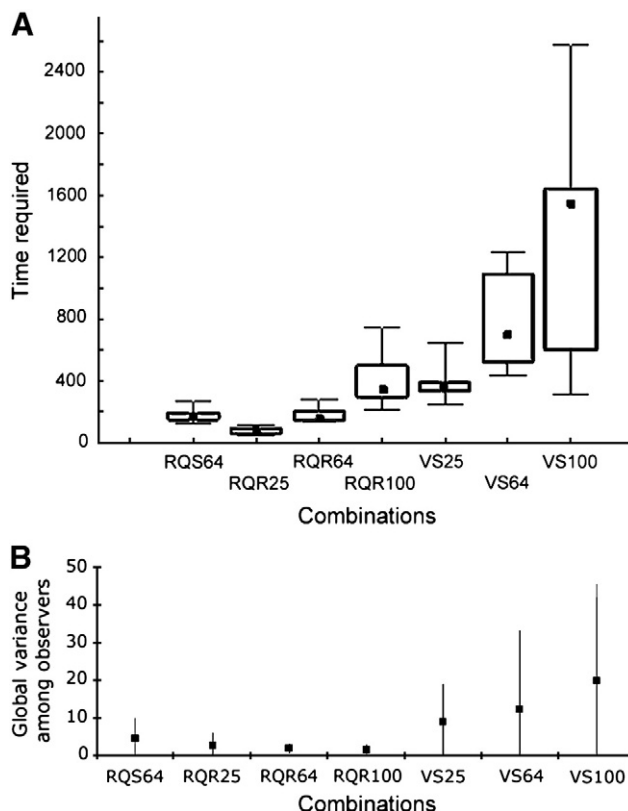 A
2400
2000
1600
1200
800
400
0
Time required
RQS64 RQR64 VS25 VS100
RQR25 RQR100 VS64
Combinations
B
50
40
30
20
10
0
Global variance
among observers
RQS64 RQR25 RQR64 RQR100 VS25 VS64 VS100
Combinations